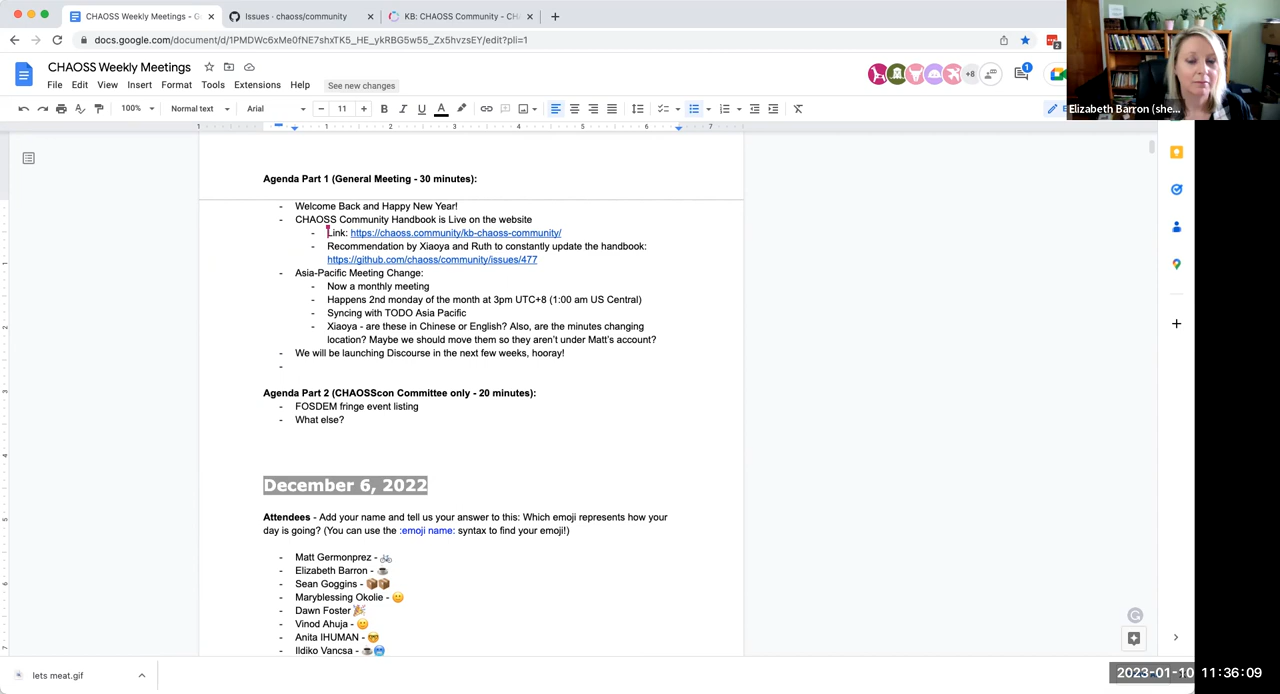 CHAOSS Weekly Meetings - G
Issues · chaoss/community
KB: CHAOSS Community - CH
docs.google.com/document/d/1PMDWc6xMe0fNE7shxTK5_HE_ykRBG5w55_Zx5hvzsEY/edit?pli=1
2
CHAOSS Weekly Meetings
File Edit View Insert Format Tools Extensions Help See new changes
+8
1
100% Normal text Arial 11
Elizabeth Barron (she...
1 1 2 3 4 5 6 7
Agenda Part 1 (General Meeting - 30 minutes):
- Welcome Back and Happy New Year!
- CHAOSS Community Handbook is Live on the website
- Link: https://chaoss.community/kb-chaoss-community/
- Recommendation by Xiaoya and Ruth to constantly update the handbook:
https://github.com/chaoss/community/issues/477
- Asia-Pacific Meeting Change:
- Now a monthly meeting
- Happens 2nd monday of the month at 3pm UTC+8 (1:00 am US Central)
- Syncing with TODO Asia Pacific
- Xiaoya - are these in Chinese or English? Also, are the minutes changing
location? Maybe we should move them so they aren't under Matt's account?
- We will be launching Discourse in the next few weeks, hooray!
-
Agenda Part 2 (CHAOSScon Committee only - 20 minutes):
- FOSDEM fringe event listing
- What else?
December 6, 2022
Attendees - Add your name and tell us your answer to this: Which emoji represents how your
day is going? (You can use the :emoji name: syntax to find your emoji!)
- Matt Germonprez - 🚲
- Elizabeth Barron - ☕
- Sean Goggins - 📦📦
- Maryblessing Okolie - 🙂
- Dawn Foster 🎉
- Vinod Ahuja - 🙂
- Anita IHUMAN - 🤓
- Ildiko Vancsa - ☕🥶
lets meat.gif
2023-01-10 11:36:09